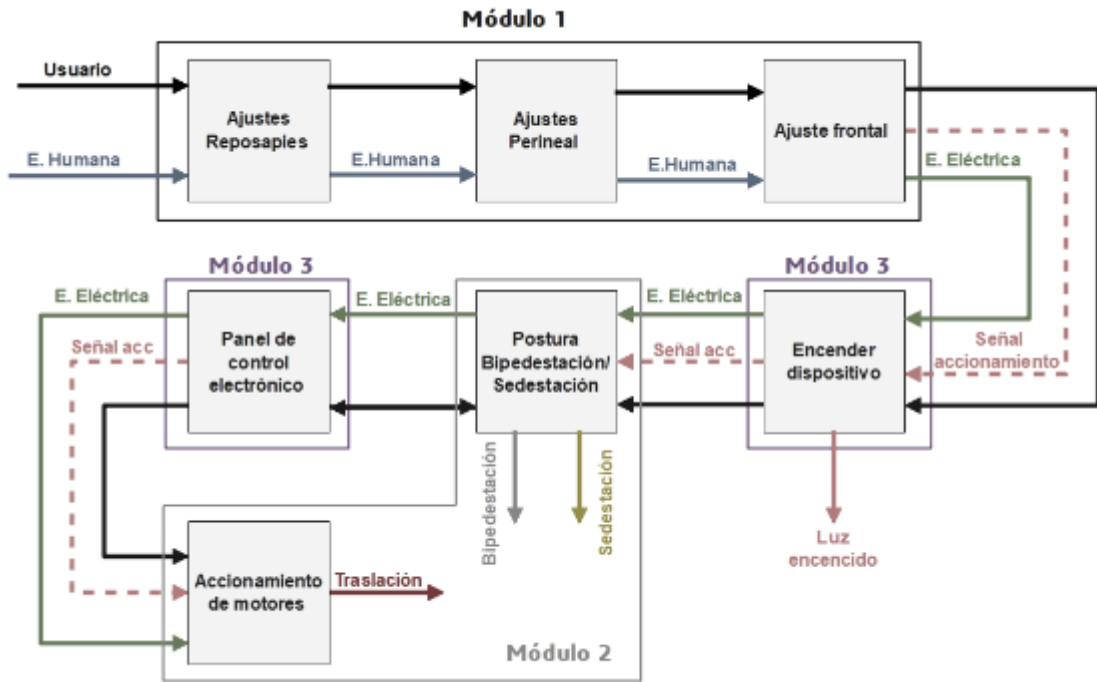 Módulo 1
Usuario
E. Humana
Ajustes
Reposapies
E.Humana
Ajustes
Perineal
E.Humana
Ajuste frontal
E. Eléctrica
Módulo 3
Módulo 3
E. Eléctrica
Señal acc
Panel de
control
electrónico
E. Eléctrica
Postura
Bipedestación/
Sedestación
E. Eléctrica
Señal acc
Encender
dispositivo
Señal
accionamiento
Bipedestación
Sedestación
Luz
encencido
Accionamiento
de motores
Traslación
Módulo 2